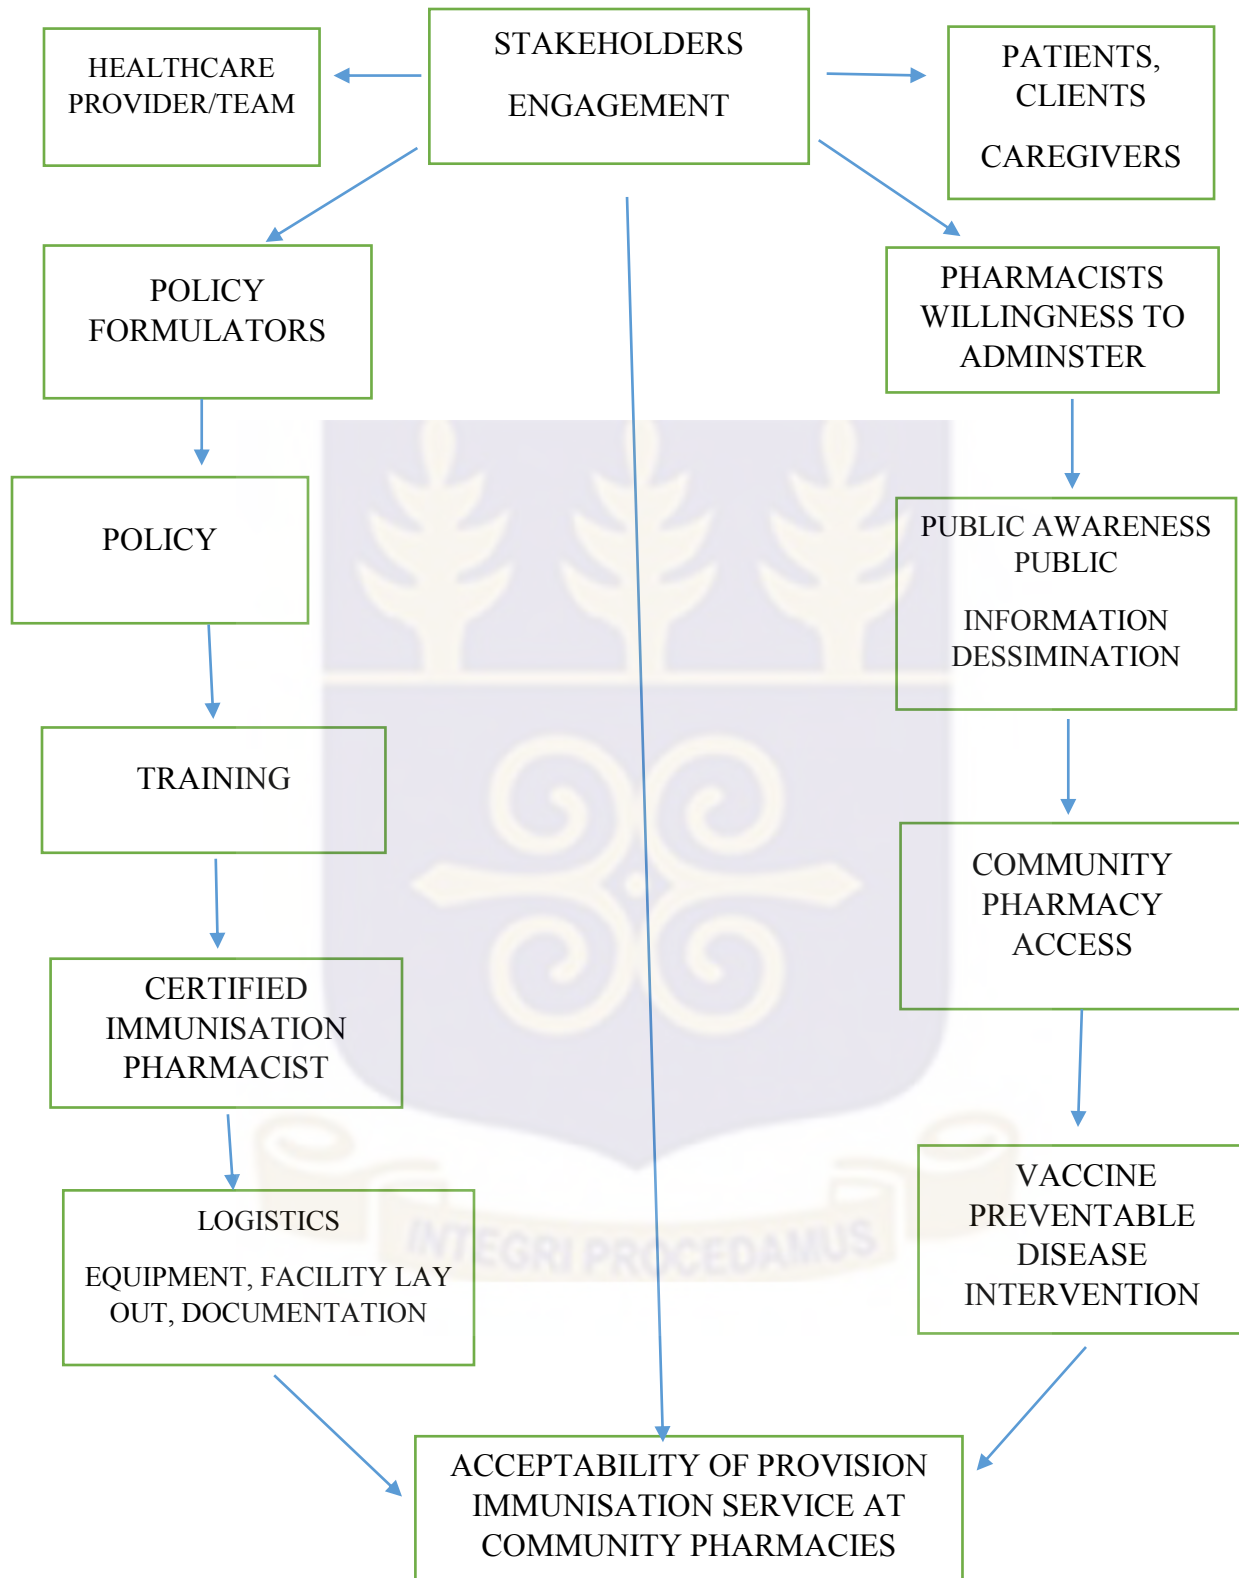 STAKEHOLDERS
ENGAGEMENT
HEALTHCARE
PROVIDER/TEAM
PATIENTS,
CLIENTS
CAREGIVERS
POLICY
FORMULATORS
PHARMACISTS
WILLINGNESS TO
ADMINSTER
POLICY
PUBLIC AWARENESS
PUBLIC
INFORMATION
DESSIMINATION
TRAINING
COMMUNITY
PHARMACY
ACCESS
CERTIFIED
IMMUNISATION
PHARMACIST
VACCINE
PREVENTABLE
DISEASE
INTERVENTION
LOGISTICS
EQUIPMENT, FACILITY LAY
OUT, DOCUMENTATION
INTEGRI PROCEDAMUS
ACCEPTABILITY OF PROVISION
IMMUNISATION SERVICE AT
COMMUNITY PHARMACIES